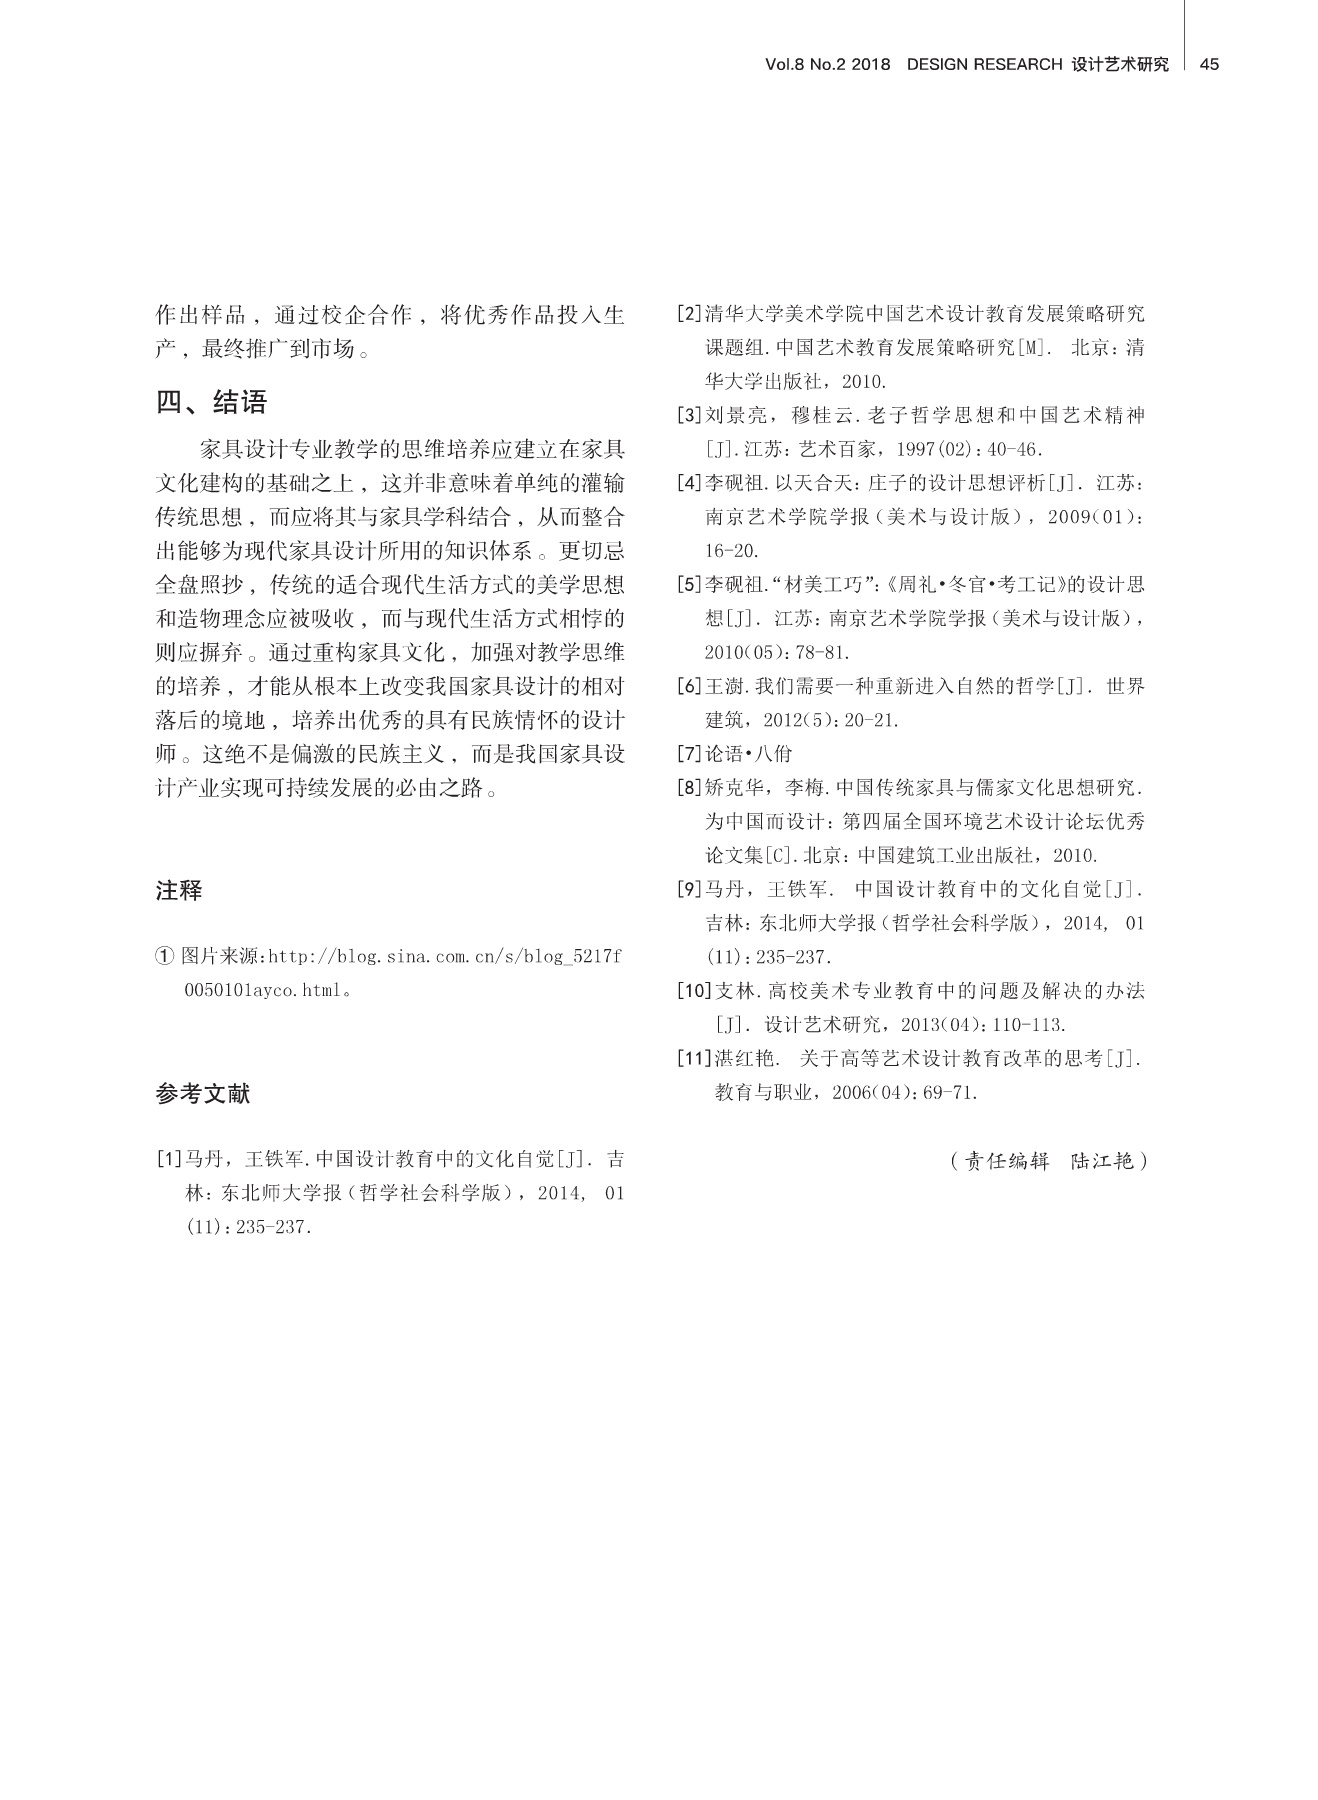 Vol.8 No.2 2018 DESIGN RESEARCH 设计艺术研究 45
作出样品，通过校企合作，将优秀作品投入生
产，最终推广到市场。
四、结语
家具设计专业教学的思维培养应建立在家具
文化建构的基础之上，这并非意味着单纯的灌输
传统思想，而应将其与家具学科结合，从而整合
出能够为现代家具设计所用的知识体系。更切忌
全盘照抄，传统的适合现代生活方式的美学思想
和造物理念应被吸收，而与现代生活方式相悖的
则应摒弃。通过重构家具文化，加强对教学思维
的培养，才能从根本上改变我国家具设计的相对
落后的境地，培养出优秀的具有民族情怀的设计
师。这绝不是偏激的民族主义，而是我国家具设
计产业实现可持续发展的必由之路。
注释
① 图片来源:http://blog.sina.com.cn/s/blog_5217f
0050101ayco.html。
参考文献
[1]马丹，王铁军.中国设计教育中的文化自觉[J]. 吉
林：东北师大学报（哲学社会科学版），2014, 01
(11):235-237.
[2]清华大学美术学院中国艺术设计教育发展策略研究
课题组.中国艺术教育发展策略研究[M]. 北京：清
华大学出版社，2010.
[3]刘景亮，穆桂云.老子哲学思想和中国艺术精神
[J].江苏：艺术百家，1997(02):40-46.
[4]李砚祖.以天合天：庄子的设计思想评析[J]. 江苏：
南京艺术学院学报（美术与设计版），2009(01)：
16-20.
[5]李砚祖.“材美工巧”：《周礼•冬官•考工记》的设计思
想[J]. 江苏：南京艺术学院学报（美术与设计版），
2010(05):78-81.
[6]王澍.我们需要一种重新进入自然的哲学[J]. 世界
建筑，2012(5):20-21.
[7]论语•八佾
[8]矫克华，李梅.中国传统家具与儒家文化思想研究.
为中国而设计：第四届全国环境艺术设计论坛优秀
论文集[C].北京：中国建筑工业出版社，2010.
[9]马丹，王铁军. 中国设计教育中的文化自觉[J].
吉林：东北师大学报（哲学社会科学版），2014, 01
(11):235-237.
[10]支林.高校美术专业教育中的问题及解决的办法
[J]. 设计艺术研究，2013(04):110-113.
[11]湛红艳. 关于高等艺术设计教育改革的思考[J].
教育与职业，2006(04):69-71.
（责任编辑 陆江艳）